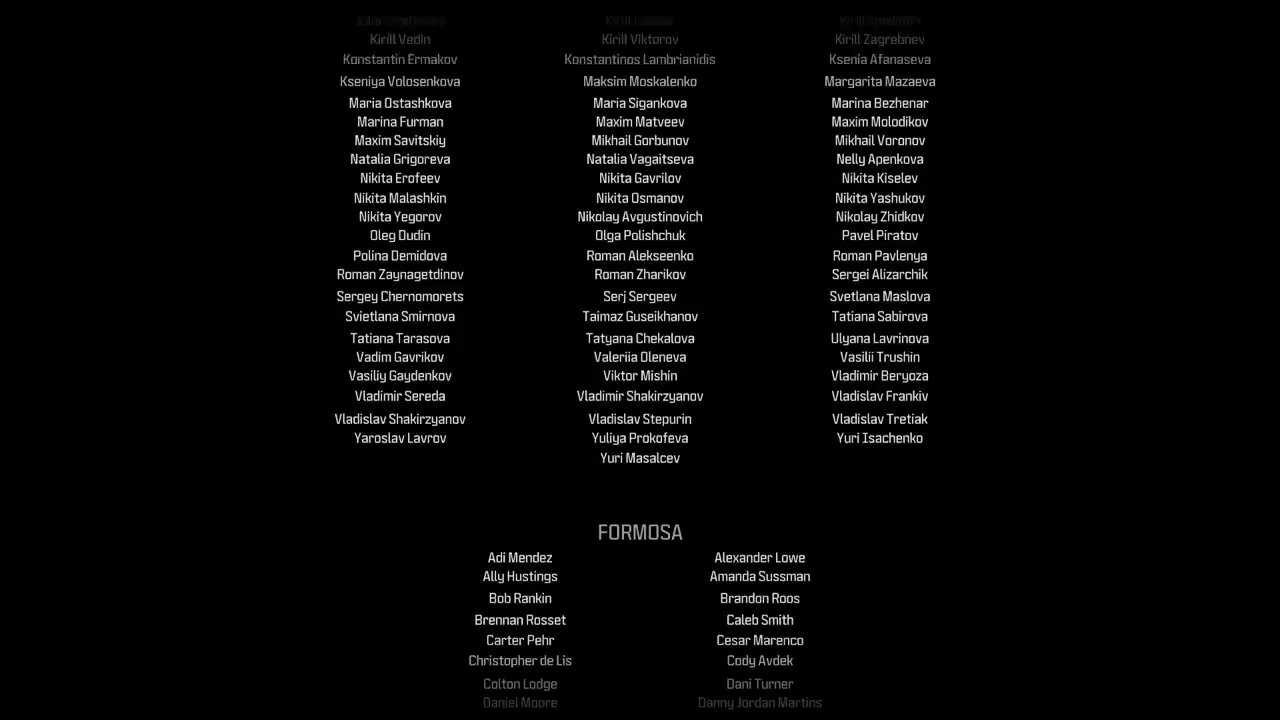 Kirill Vedin Kirill Viktorov Kirill Zagrebnev
Konstantin Ermakov Konstantinos Lambrianidis Ksenia Afanaseva
Kseniya Volosenkova Maksim Moskalenko Margarita Mazaeva
Maria Ostashkova Maria Sigankova Marina Bezhenar
Marina Furman Maxim Matveev Maxim Molodikov
Maxim Savitskiy Mikhail Gorbunov Mikhail Voronov
Natalia Grigoreva Natalia Vagaitseva Nelly Apenkova
Nikita Erofeev Nikita Gavrilov Nikita Kiselev
Nikita Malashkin Nikita Osmanov Nikita Yashukov
Nikita Yegorov Nikolay Avgustinovich Nikolay Zhidkov
Oleg Dudin Olga Polishchuk Pavel Piratov
Polina Demidova Roman Alekseenko Roman Pavlenya
Roman Zaynagetdinov Roman Zharikov Sergei Alizarchik
Sergey Chernomorets Serj Sergeev Svetlana Maslova
Svietlana Smirnova Taimaz Guseikhanov Tatiana Sabirova
Tatiana Tarasova Tatyana Chekalova Ulyana Lavrinova
Vadim Gavrikov Valeriia Oleneva Vasilii Trushin
Vasiliy Gaydenkov Viktor Mishin Vladimir Beryoza
Vladimir Sereda Vladimir Shakirzyanov Vladislav Frankiv
Vladislav Shakirzyanov Vladislav Stepurin Vladislav Tretiak
Yaroslav Lavrov Yuliya Prokofeva Yuri Isachenko
Yuri Masalcev
FORMOSA
Adi Mendez Alexander Lowe
Ally Hustings Amanda Sussman
Bob Rankin Brandon Roos
Brennan Rosset Caleb Smith
Carter Pehr Cesar Marenco
Christopher de Lis Cody Avdek
Colton Lodge Dani Turner
Daniel Moore Danny Jordan Martins